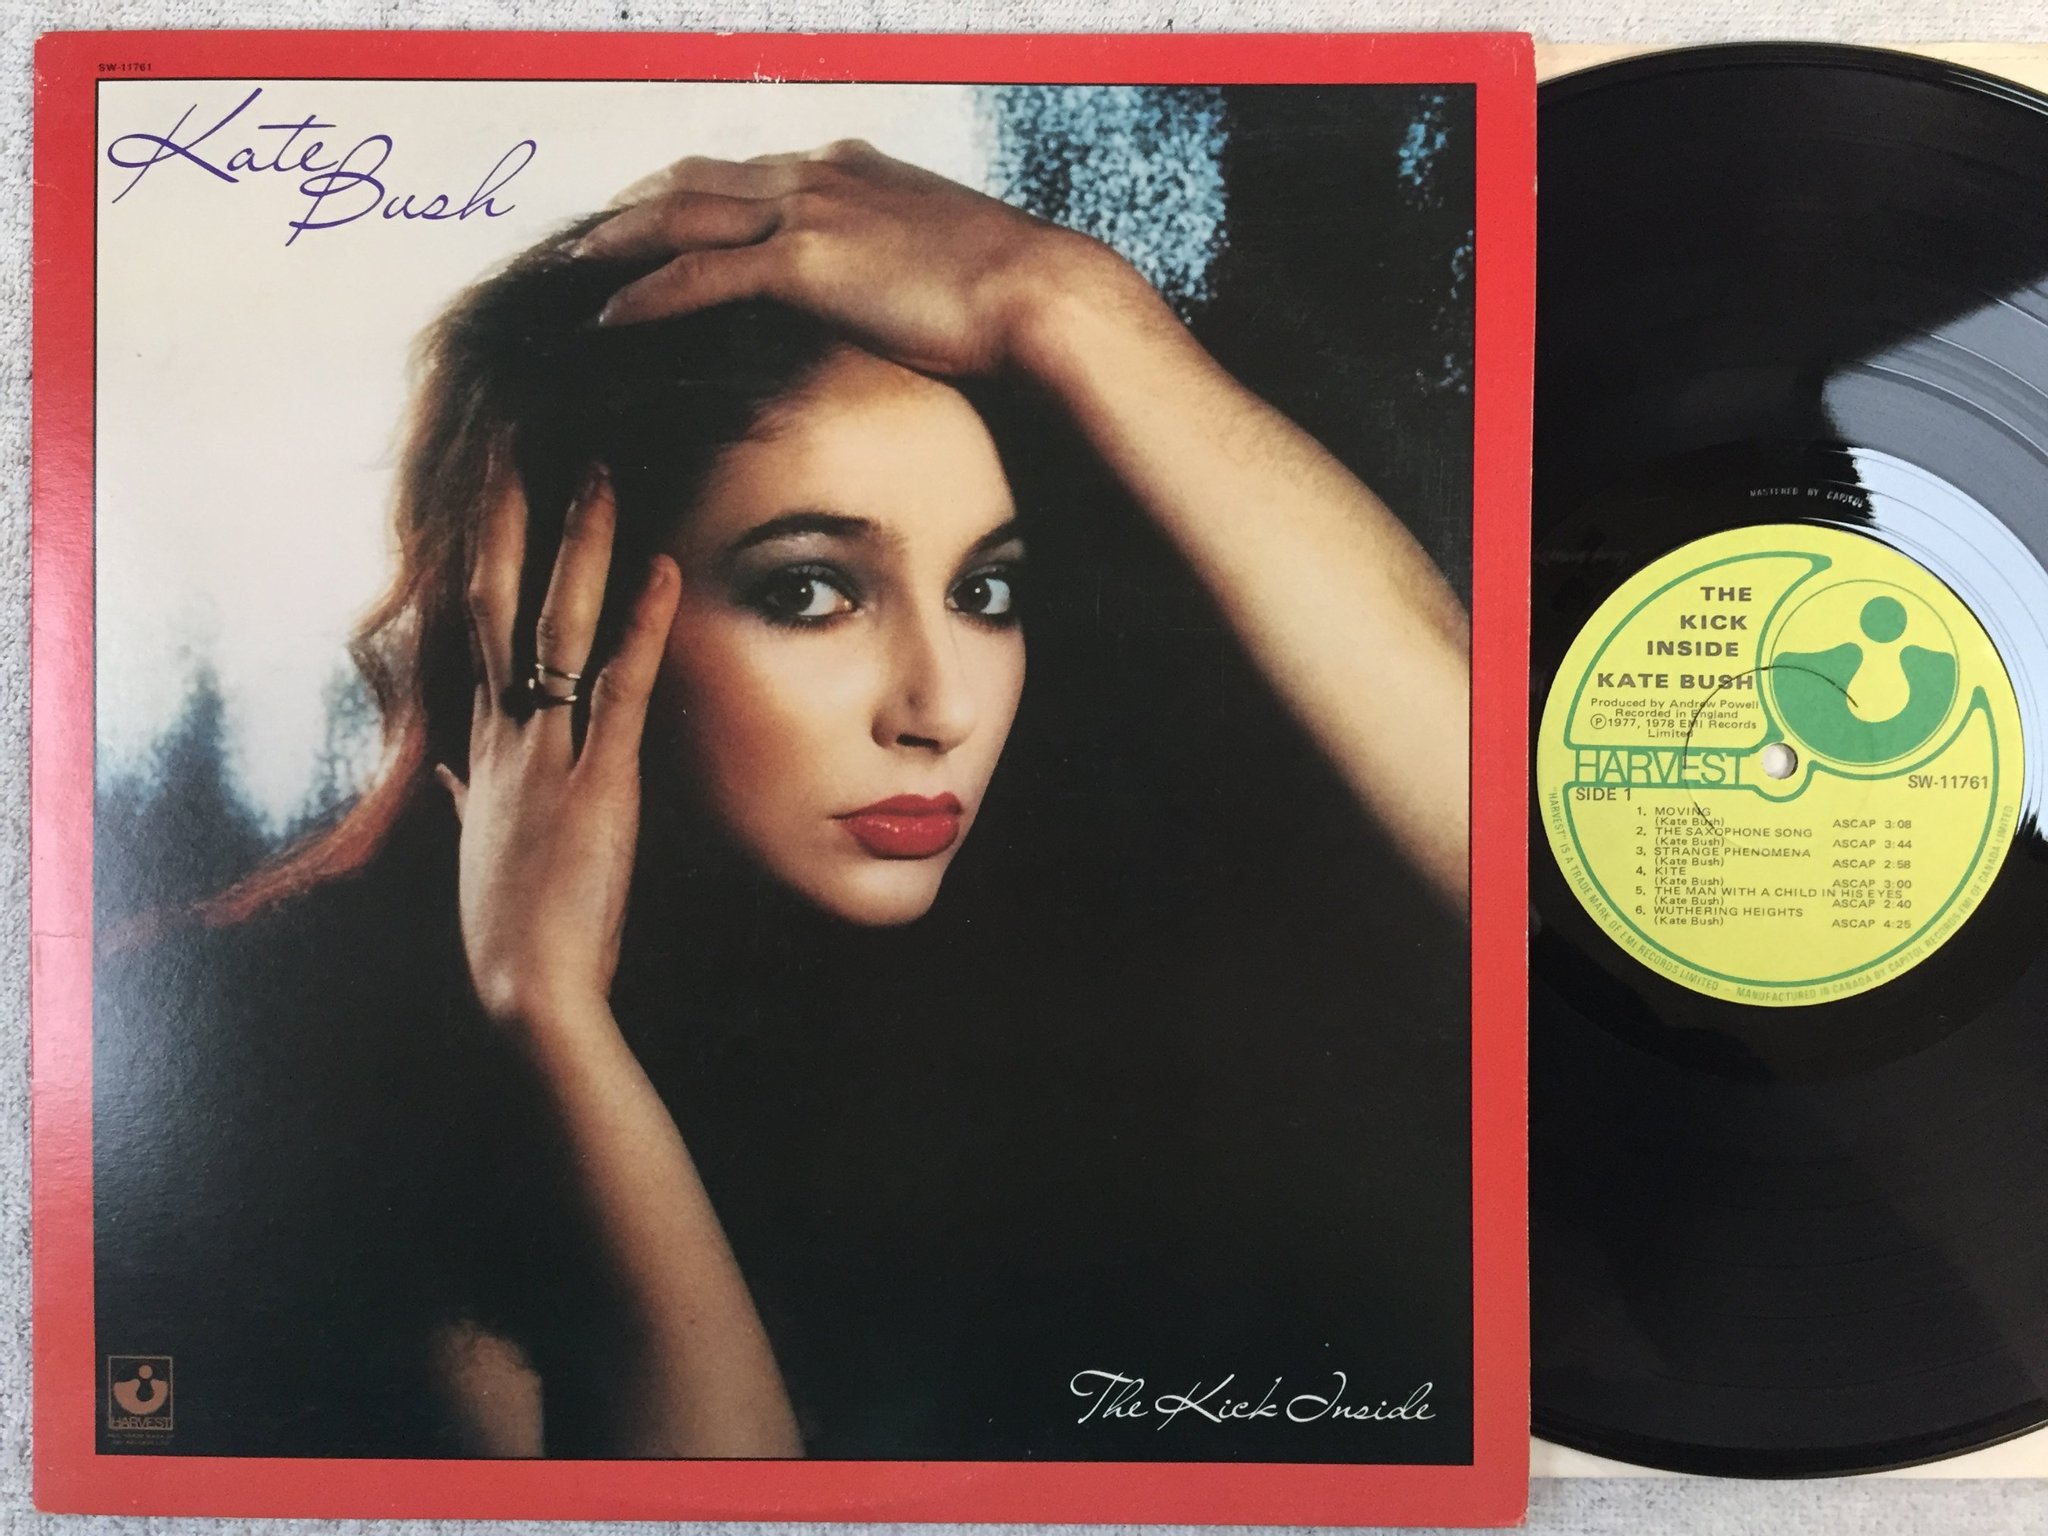 SW-11761
Kate
Bush
The Kick Inside
HARVEST
MASTERED BY CAPITOL
THE
KICK
INSIDE
KATE BUSH
Produced by Andrew Powell
Recorded in England
Ⓟ1977, 1978 EMI Records
Limited
HARVEST
SIDE 1
SW-11761
1. MOVING
(Kate Bush) ASCAP 3:08
2. THE SAXOPHONE SONG
(Kate Bush) ASCAP 3:44
3. STRANGE PHENOMENA
(Kate Bush) ASCAP 2:58
4. KITE
(Kate Bush) ASCAP 3:00
5. THE MAN WITH A CHILD IN HIS EYES
(Kate Bush) ASCAP 2:40
6. WUTHERING HEIGHTS
(Kate Bush) ASCAP 4:25
"HARVEST" IS A TRADE MARK OF EMI RECORDS LIMITED – MANUFACTURED IN CANADA BY CAPITOL RECORDS-EMI OF CANADA LIMITED